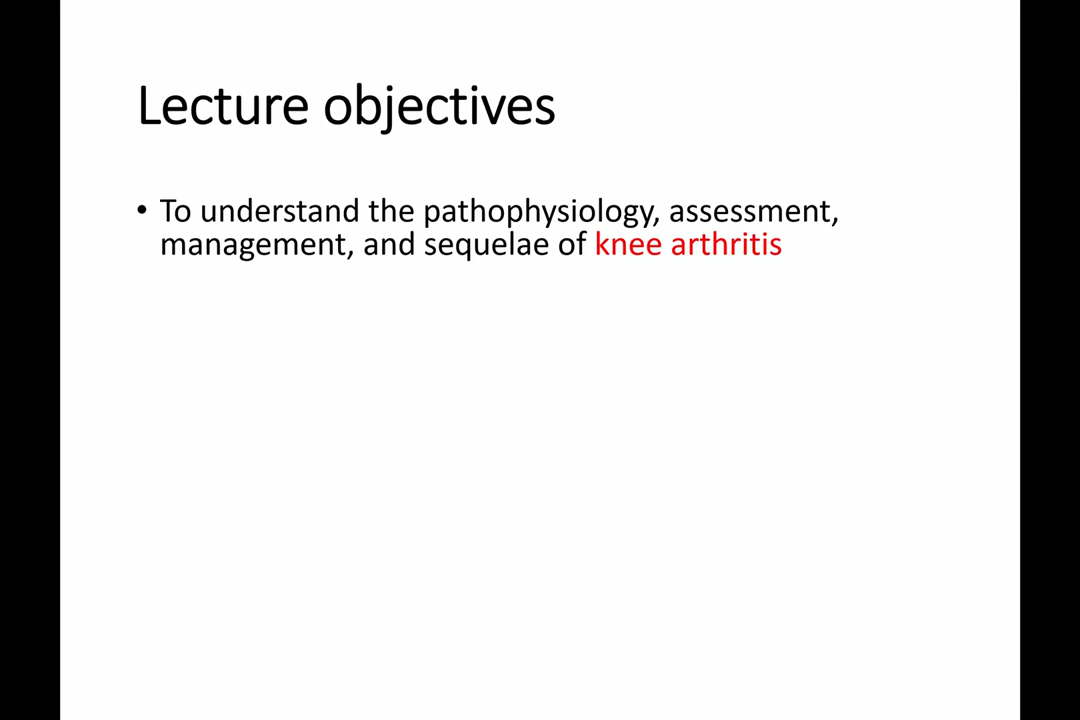 Lecture objectives
• To understand the pathophysiology, assessment,
management, and sequelae of knee arthritis